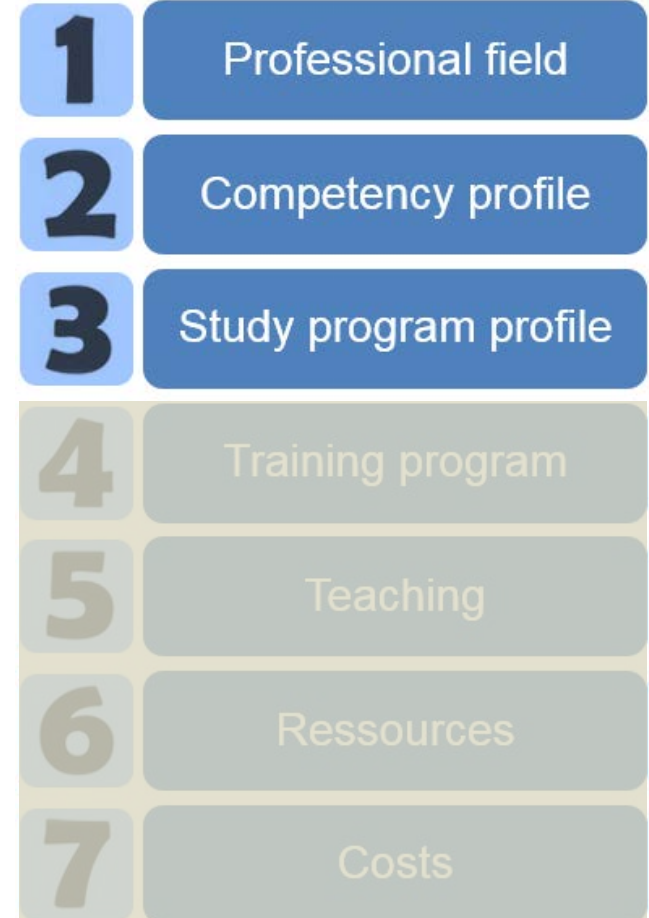 1 Professional field
2 Competency profile
3 Study program profile
4 Training program
5 Teaching
6 Ressources
7 Costs